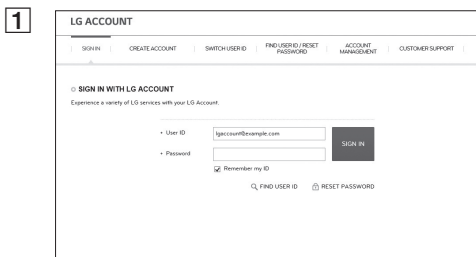 1
LG ACCOUNT
SIGN IN CREATE ACCOUNT SWITCH USER ID FIND USER ID / RESET PASSWORD ACCOUNT MANAGEMENT CUSTOMER SUPPORT
SIGN IN WITH LG ACCOUNT
Experience a variety of LG services with your LG Account.
User ID lgaccount@example.com
SIGN IN
Password
Remember my ID
FIND USER ID RESET PASSWORD